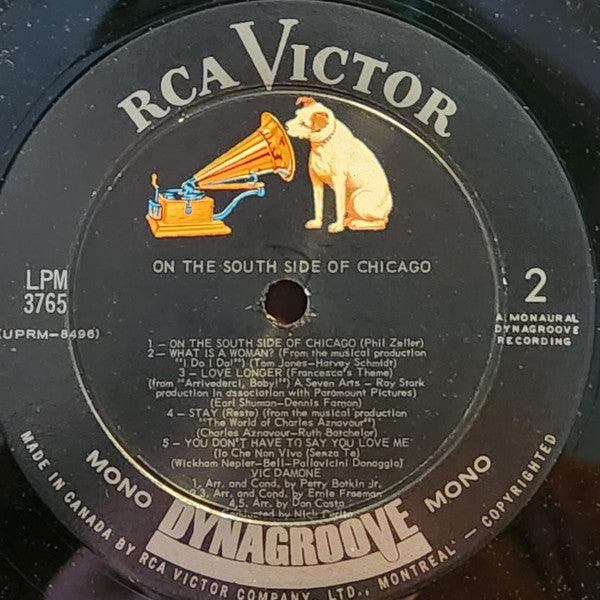 RCA VICTOR
ON THE SOUTH SIDE OF CHICAGO
LPM
3765
(UPRM-8496)
2
A MONAURAL
DYNAGROOVE
RECORDING
1 - ON THE SOUTH SIDE OF CHICAGO (Phil Zeller)
2 - WHAT IS A WOMAN? (From the musical production
"I Do I Do!") (Tom Jones-Harvey Schmidt)
3 - LOVE LONGER (Francesca's Theme)
(from "Arrivederci, Baby!") A Seven Arts - Ray Stark
production in association with Paramount Pictures)
(Earl Shuman-Dennis Farnon)
4 - STAY (Reste) (from the musical production
"The World of Charles Aznavour")
(Charles Aznavour-Ruth Batchelor)
5 - YOU DON'T HAVE TO SAY YOU LOVE ME
(Io Che Non Vivo (Senza Te)
(Wickham Napier-Bell-Pallavicini Donaggio)
VIC DAMONE
1. Arr. and Cond. by Perry Botkin Jr.
2,3. Arr. and Cond. by Ernie Freeman
4,5. Arr. by Don Costa
Conducted by Nick
MONO DYNAGROOVE MONO
MADE IN CANADA BY RCA VICTOR COMPANY, LTD., MONTREAL - COPYRIGHTED